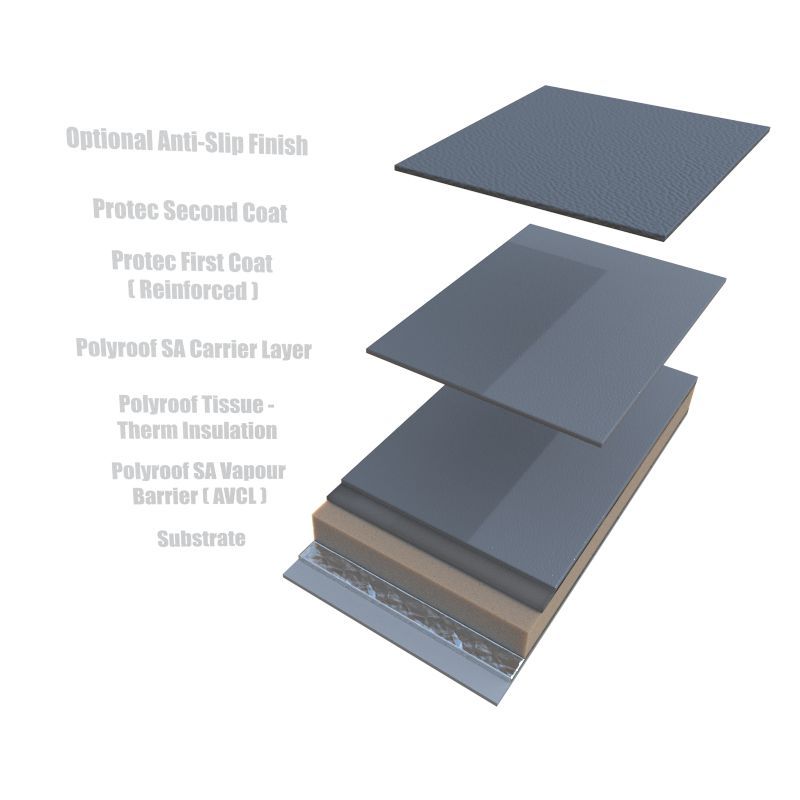 Optional Anti-Slip Finish
Protec Second Coat
Protec First Coat
( Reinforced )
Polyroof SA Carrier Layer
Polyroof Tissue -
Therm Insulation
Polyroof SA Vapour
Barrier ( AVCL )
Substrate